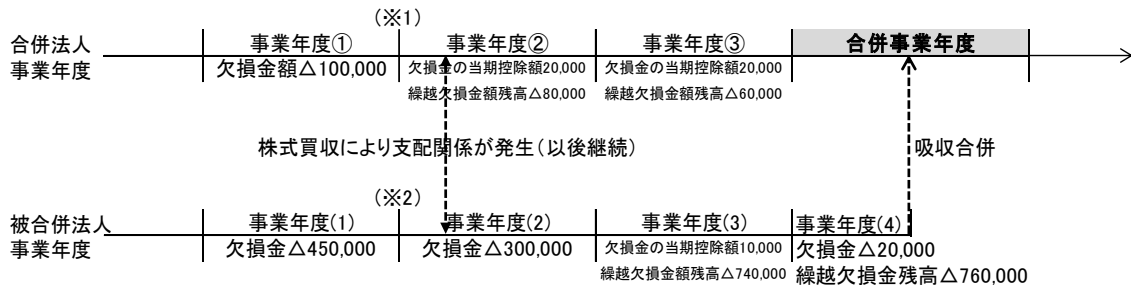 (※1)
合併法人 事業年度① 事業年度② 事業年度③ 合併事業年度
事業年度 欠損金額△100,000 欠損金の当期控除額20,000 欠損金の当期控除額20,000
繰越欠損金額残高△80,000 繰越欠損金額残高△60,000
株式買収により支配関係が発生(以後継続) 吸収合併
(※2)
被合併法人 事業年度(1) 事業年度(2) 事業年度(3) 事業年度(4)
事業年度 欠損金△450,000 欠損金△300,000 欠損金の当期控除額10,000 欠損金△20,000
繰越欠損金額残高△740,000 繰越欠損金残高△760,000